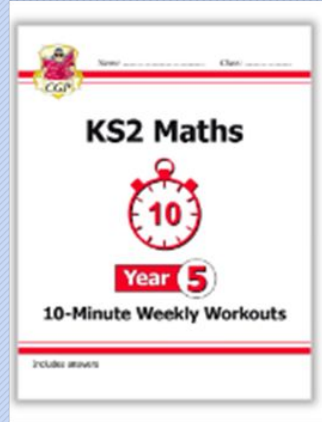 Name Class
CGP
KS2 Maths
10
Year 5
10-Minute Weekly Workouts
Includes answers